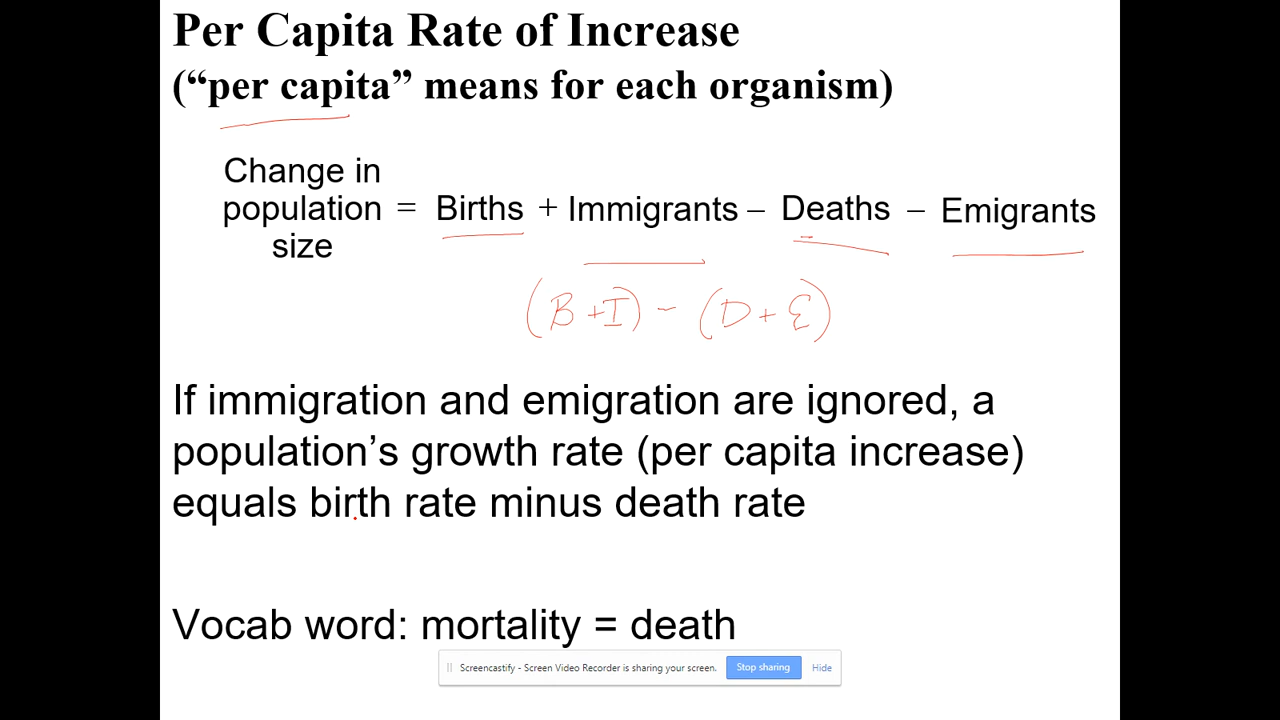 Per Capita Rate of Increase
(“per capita” means for each organism)
Change in
population = Births + Immigrants – Deaths – Emigrants
size
(B+I) - (D+E)
If immigration and emigration are ignored, a
population’s growth rate (per capita increase)
equals birth rate minus death rate
Vocab word: mortality = death
Screencastify - Screen Video Recorder is sharing your screen. Stop sharing Hide